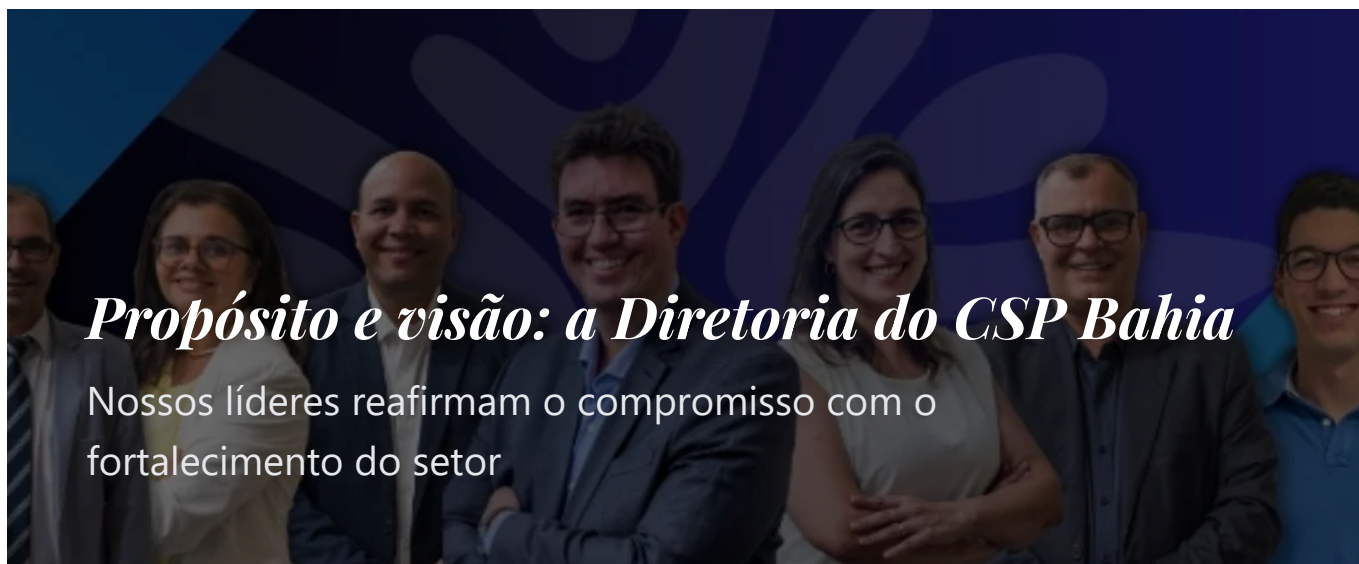 Propósito e visão: a Diretoria do CSP Bahia
Nossos líderes reafirmam o compromisso com o
fortalecimento do setor